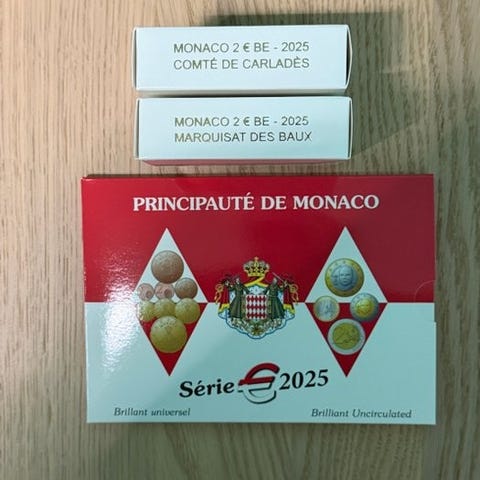 MONACO 2 € BE - 2025
COMTÉ DE CARLADÈS
MONACO 2 € BE - 2025
MARQUISAT DES BAUX
PRINCIPAUTÉ DE MONACO
Série € 2025
Brillant universel
Brilliant Uncirculated